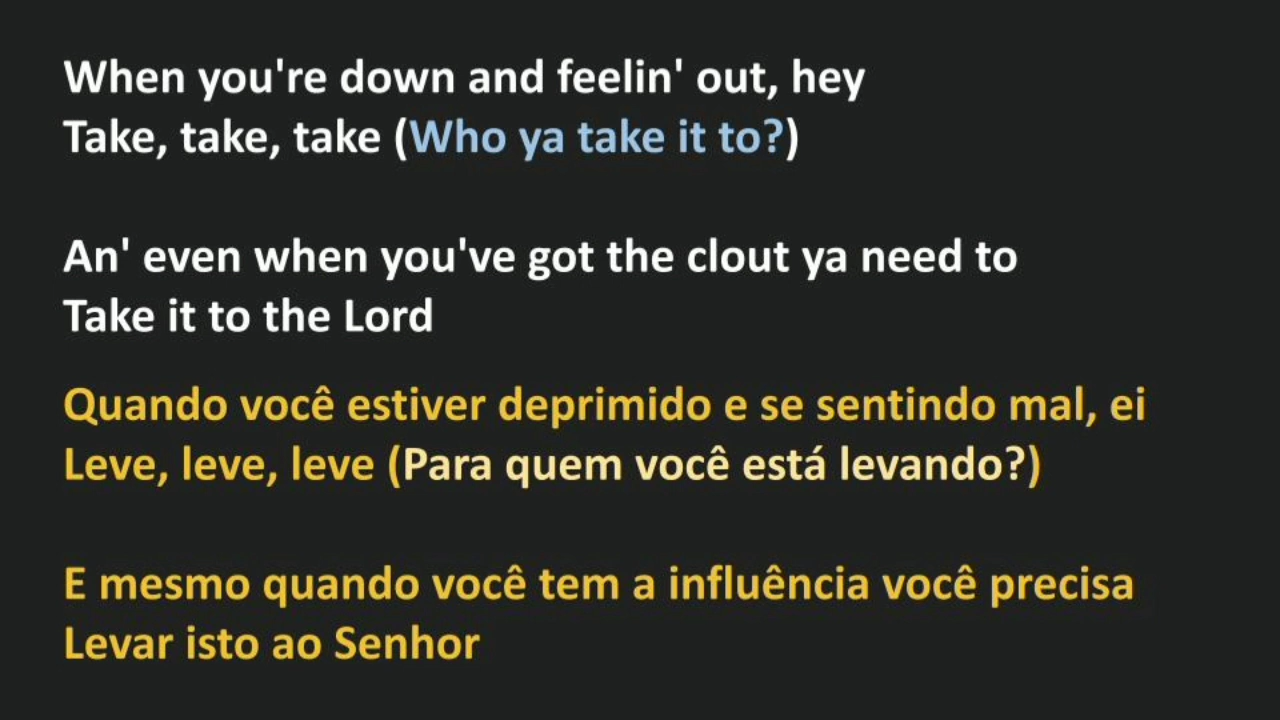 When you're down and feelin' out, hey
Take, take, take (Who ya take it to?)
An' even when you've got the clout ya need to
Take it to the Lord
Quando você estiver deprimido e se sentindo mal, ei
Leve, leve, leve (Para quem você está levando?)
E mesmo quando você tem a influência você precisa
Levar isto ao Senhor